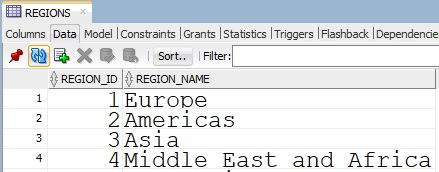 REGIONS ×
Columns Data Model Constraints Grants Statistics Triggers Flashback Dependencie
Sort.. Filter:
REGION_ID REGION_NAME
1 1 Europe
2 2 Americas
3 3 Asia
4 4 Middle East and Africa